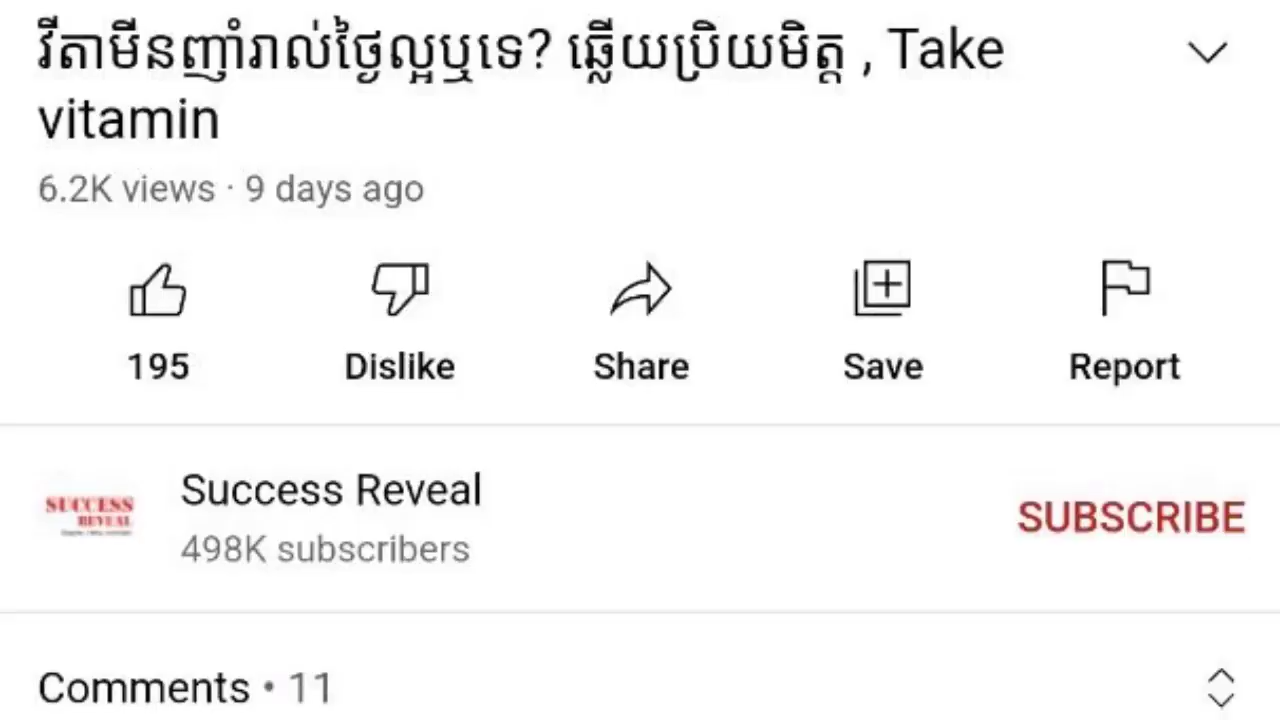 វីតាមីនញាំរាល់ថ្ងៃល្អឬទេ? ឆ្លើយប្រិយមិត្ត , Take
vitamin
6.2K views · 9 days ago
195 Dislike Share Save Report
SUCCESS
REVEAL
Success Reveal
498K subscribers
SUBSCRIBE
Comments • 11